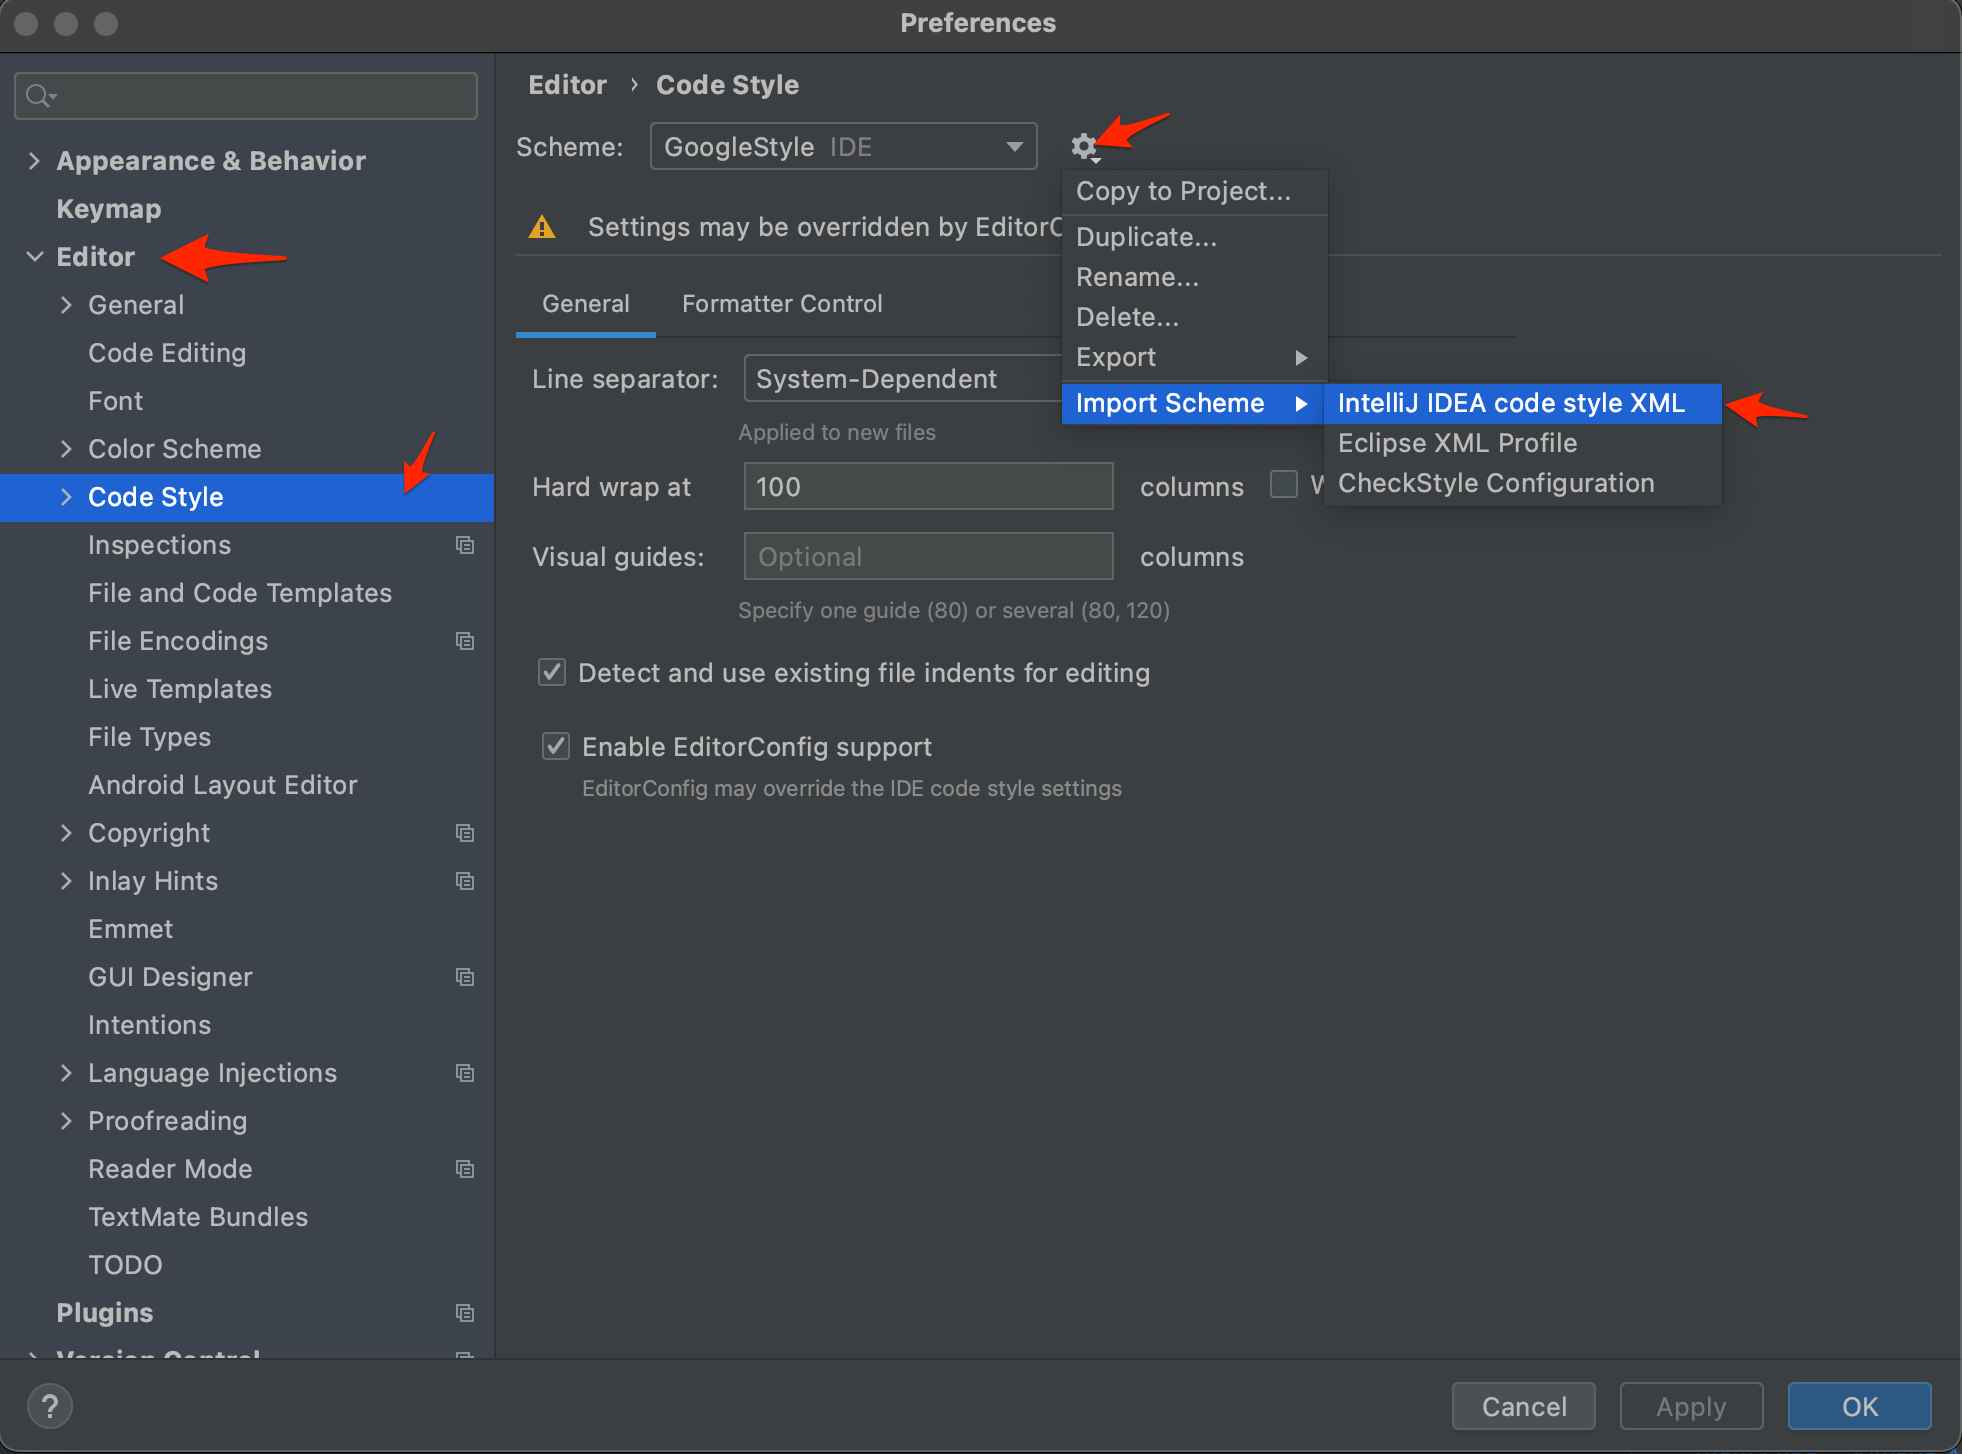 Preferences
Appearance & Behavior
Keymap
Editor
General
Code Editing
Font
Color Scheme
Code Style
Inspections
File and Code Templates
File Encodings
Live Templates
File Types
Android Layout Editor
Copyright
Inlay Hints
Emmet
GUI Designer
Intentions
Language Injections
Proofreading
Reader Mode
TextMate Bundles
TODO
Plugins
Version Control
Editor › Code Style
Scheme: GoogleStyle IDE
Settings may be overridden by EditorC
General Formatter Control
Line separator: System-Dependent
Applied to new files
Hard wrap at 100 columns W
Visual guides: Optional columns
Specify one guide (80) or several (80, 120)
Detect and use existing file indents for editing
Enable EditorConfig support
EditorConfig may override the IDE code style settings
Copy to Project...
Duplicate...
Rename...
Delete...
Export
Import Scheme
IntelliJ IDEA code style XML
Eclipse XML Profile
CheckStyle Configuration
?
Cancel Apply OK